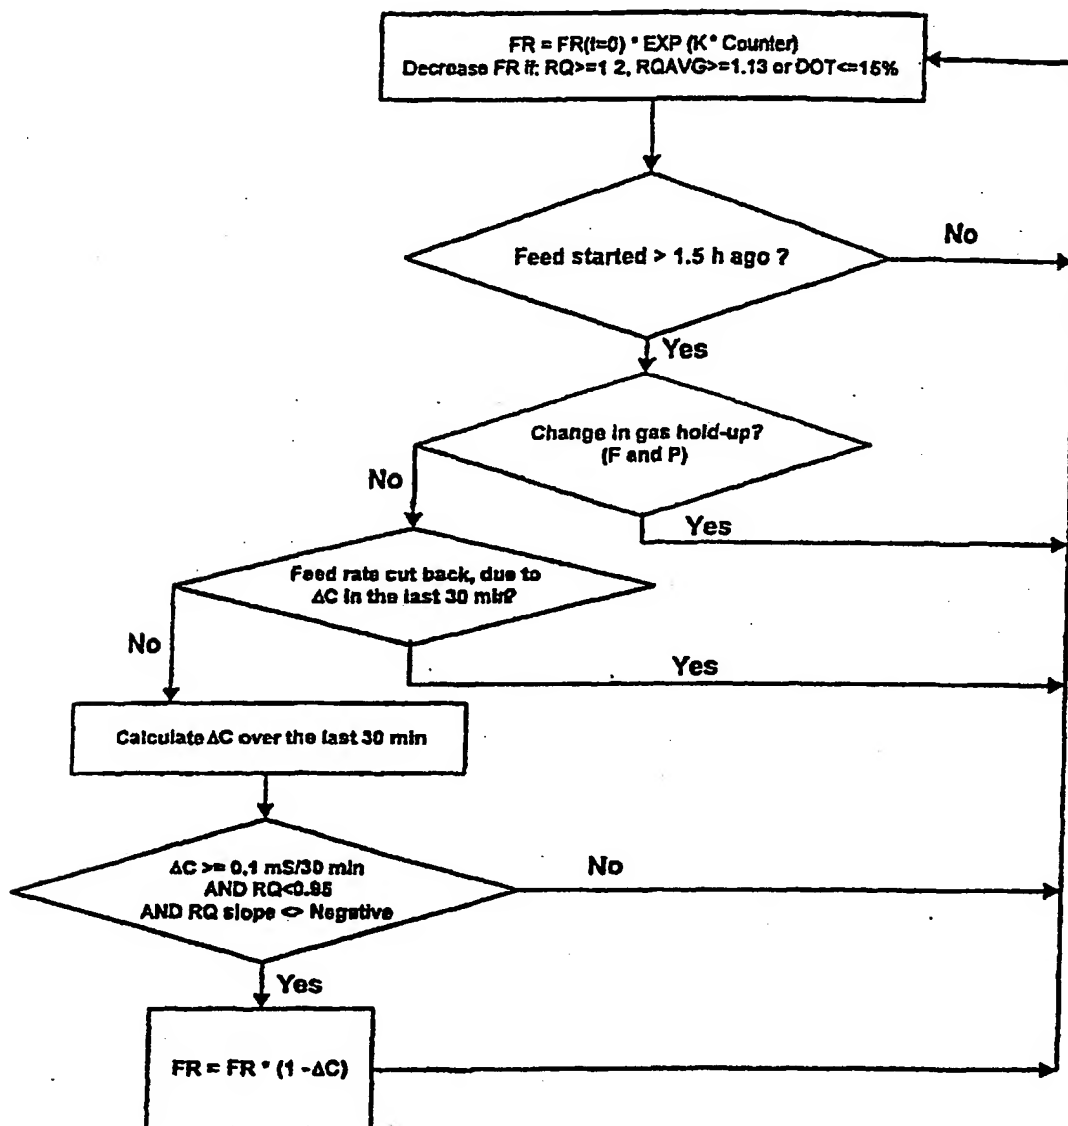 FR = FR(t=0) * EXP (K* Counter)
Decrease FR if: RQ>=1 2, RQAVG>=1.13 or DOT<=15%
Feed started > 1.5 h ago ?
No
Yes
Change in gas hold-up?
(F and P)
No
Yes
Feed rate cut back, due to
ΔC in the last 30 min?
No
Yes
Calculate ΔC over the last 30 min
ΔC >= 0,1 mS/30 min
AND RQ<0.95
AND RQ slope <> Negative
No
Yes
FR = FR * (1 -ΔC)